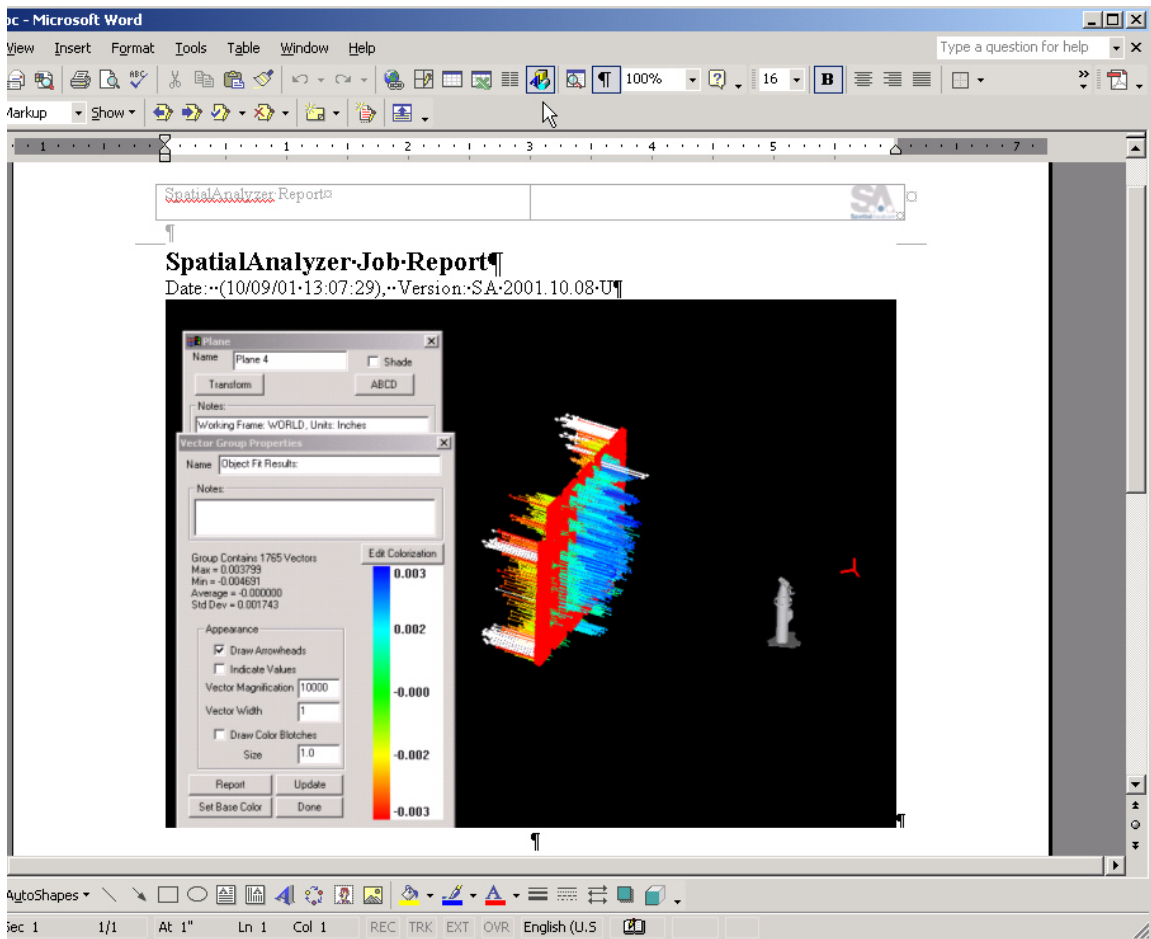 oc - Microsoft Word
View Insert Format Tools Table Window Help Type a question for help
100% 16 B
Markup Show
1 1 2 3 4 5 7
SpatialAnalyzer·Report¤
SA
¶
SpatialAnalyzer·Job·Report¶
Date:··(10/09/01·13:07:29),··Version:·SA·2001.10.08·U¶
Plane
Name Plane 4 Shade
Transform ABCD
Notes:
Working Frame: WORLD, Units: Inches
Vector Group Properties
Name Object Fit Results:
Notes:
Group Contains 1765 Vectors
Max = 0.003799
Min = -0.004691
Average = -0.000000
Std Dev = 0.001743
Edit Colorization
0.003
0.002
-0.000
-0.002
-0.003
Appearance
Draw Arrowheads
Indicate Values
Vector Magnification 10000
Vector Width 1
Draw Color Blotches
Size 1.0
Report Update
Set Base Color Done
¶
¶
AutoShapes
Sec 1 1/1 At 1" Ln 1 Col 1 REC TRK EXT OVR English (U.S